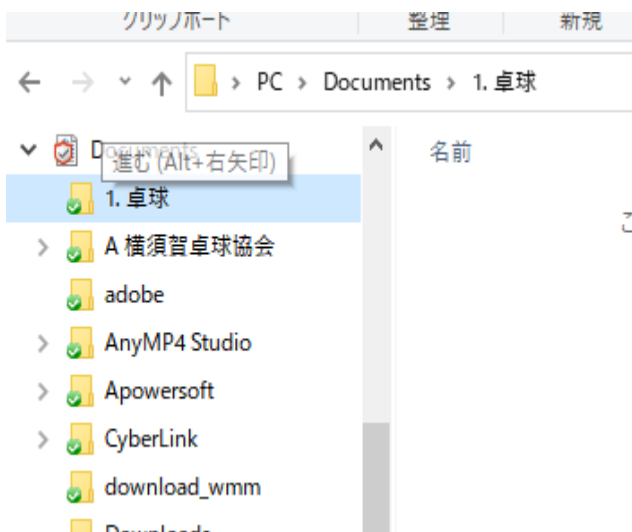 クリップボード 整理 新規
PC > Documents > 1. 卓球
Documents
進む (Alt+右矢印)
名前
1. 卓球
こ
A 横須賀卓球協会
adobe
AnyMP4 Studio
Apowersoft
CyberLink
download_wmm
Downloads